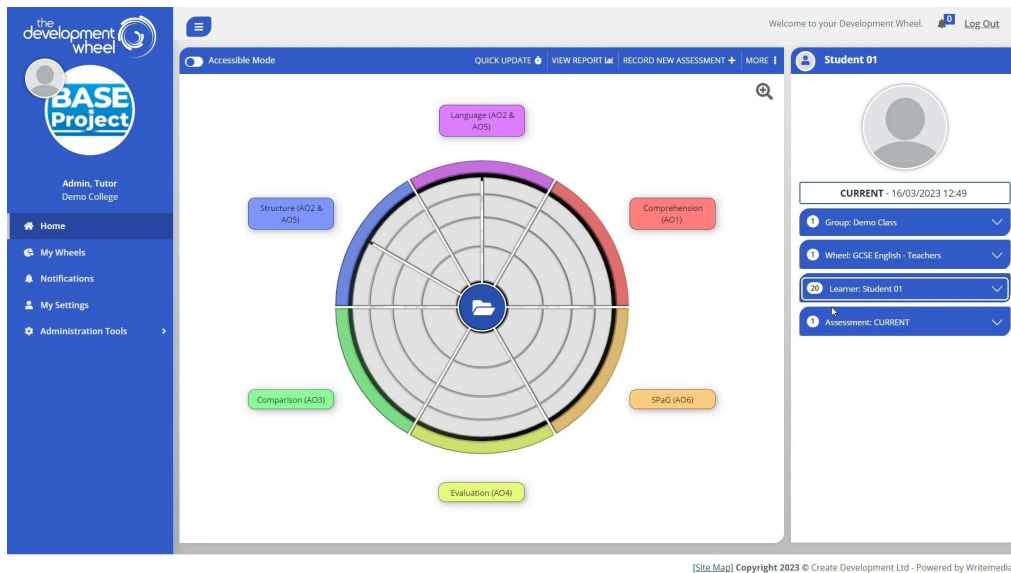 the
development
wheel
Welcome to your Development Wheel.
0
Log Out
BASE
Project
Admin, Tutor
Demo College
Home
My Wheels
Notifications
My Settings
Administration Tools
Accessible Mode
QUICK UPDATE
VIEW REPORT
RECORD NEW ASSESSMENT
MORE
Language (AO2 &
AO5)
Structure (AO2 &
AO5)
Comprehension
(AO1)
Comparison (AO3)
SPaG (AO6)
Evaluation (AO4)
Student 01
CURRENT - 16/03/2023 12:49
1 Group: Demo Class
1 Wheel: GCSE English - Teachers
20 Learner: Student 01
1 Assessment: CURRENT
[Site Map] Copyright 2023 © Create Development Ltd - Powered by Writemedia